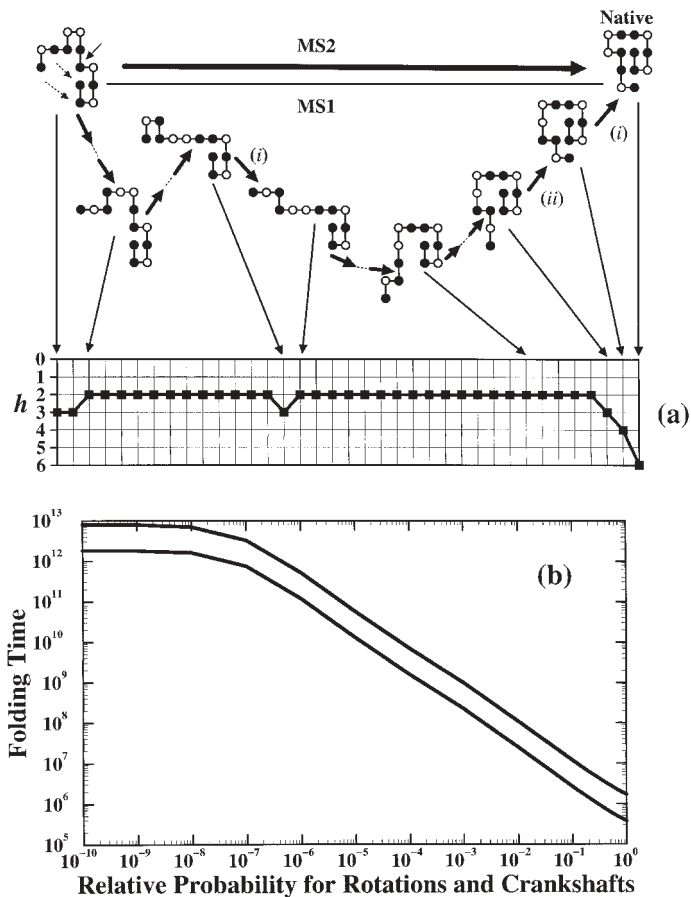 Native
MS2
MS1
(i)
(i)
(ii)
0
1
2
3
4
5
6
h
(a)
10^13
10^12
10^11
10^10
10^9
10^8
10^7
10^6
10^5
Folding Time
(b)
10^-10 10^-9 10^-8 10^-7 10^-6 10^-5 10^-4 10^-3 10^-2 10^-1 10^0
Relative Probability for Rotations and Crankshafts